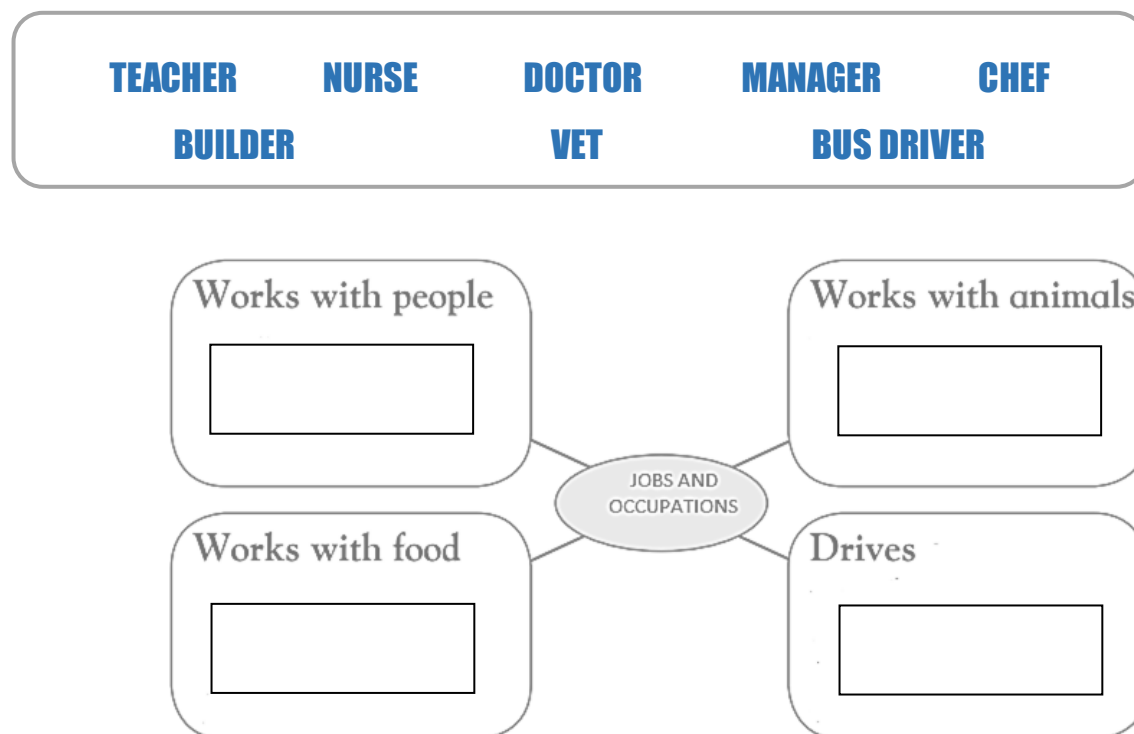 TEACHER NURSE DOCTOR MANAGER CHEF
BUILDER VET BUS DRIVER
Works with people
Works with animals
JOBS AND
OCCUPATIONS
Works with food
Drives